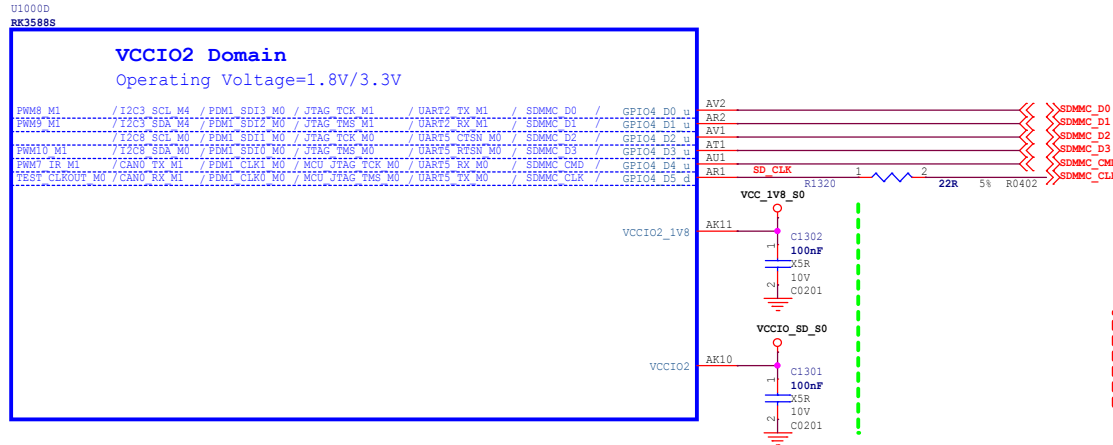 U1000D
RK3588S
VCCIO2 Domain
Operating Voltage=1.8V/3.3V
PWM8_M1 / I2C3_SCL_M4 / PDM1_SDI3_M0 / JTAG_TCK_M1 / UART2_TX_M1 / SDMMC_D0 / GPIO4_D0_u AV2 SDMMC_D0
PWM9_M1 / I2C3_SDA_M4 / PDM1_SDI2_M0 / JTAG_TMS_M1 / UART2_RX_M1 / SDMMC_D1 / GPIO4_D1_u AR2 SDMMC_D1
/ I2C8_SCL_M0 / PDM1_SDI1_M0 / JTAG_TCK_M0 / UART5_CTSN_M0 / SDMMC_D2 / GPIO4_D2_u AV1 SDMMC_D2
PWM10_M1 / I2C8_SDA_M0 / PDM1_SDI0_M0 / JTAG_TMS_M0 / UART5_RTSN_M0 / SDMMC_D3 / GPIO4_D3_u AT1 SDMMC_D3
PWM7_IR_M1 / CAN0_TX_M1 / PDM1_CLK1_M0 / MCU_JTAG_TCK_M0 / UART5_RX_M0 / SDMMC_CMD / GPIO4_D4_u AU1 SDMMC_CM
TEST_CLKOUT_M0 / CAN0_RX_M1 / PDM1_CLK0_M0 / MCU_JTAG_TMS_M0 / UART5_TX_M0 / SDMMC_CLK / GPIO4_D5_d AR1 SD_CLK 1 2 SDMMC_CL
R1320 22R 5% R0402
VCC_1V8_S0
VCCIO2_1V8 AK11
1 C1302
100nF
X5R
2 10V
C0201
VCCIO_SD_S0
VCCIO2 AK10
1 C1301
100nF
X5R
2 10V
C0201